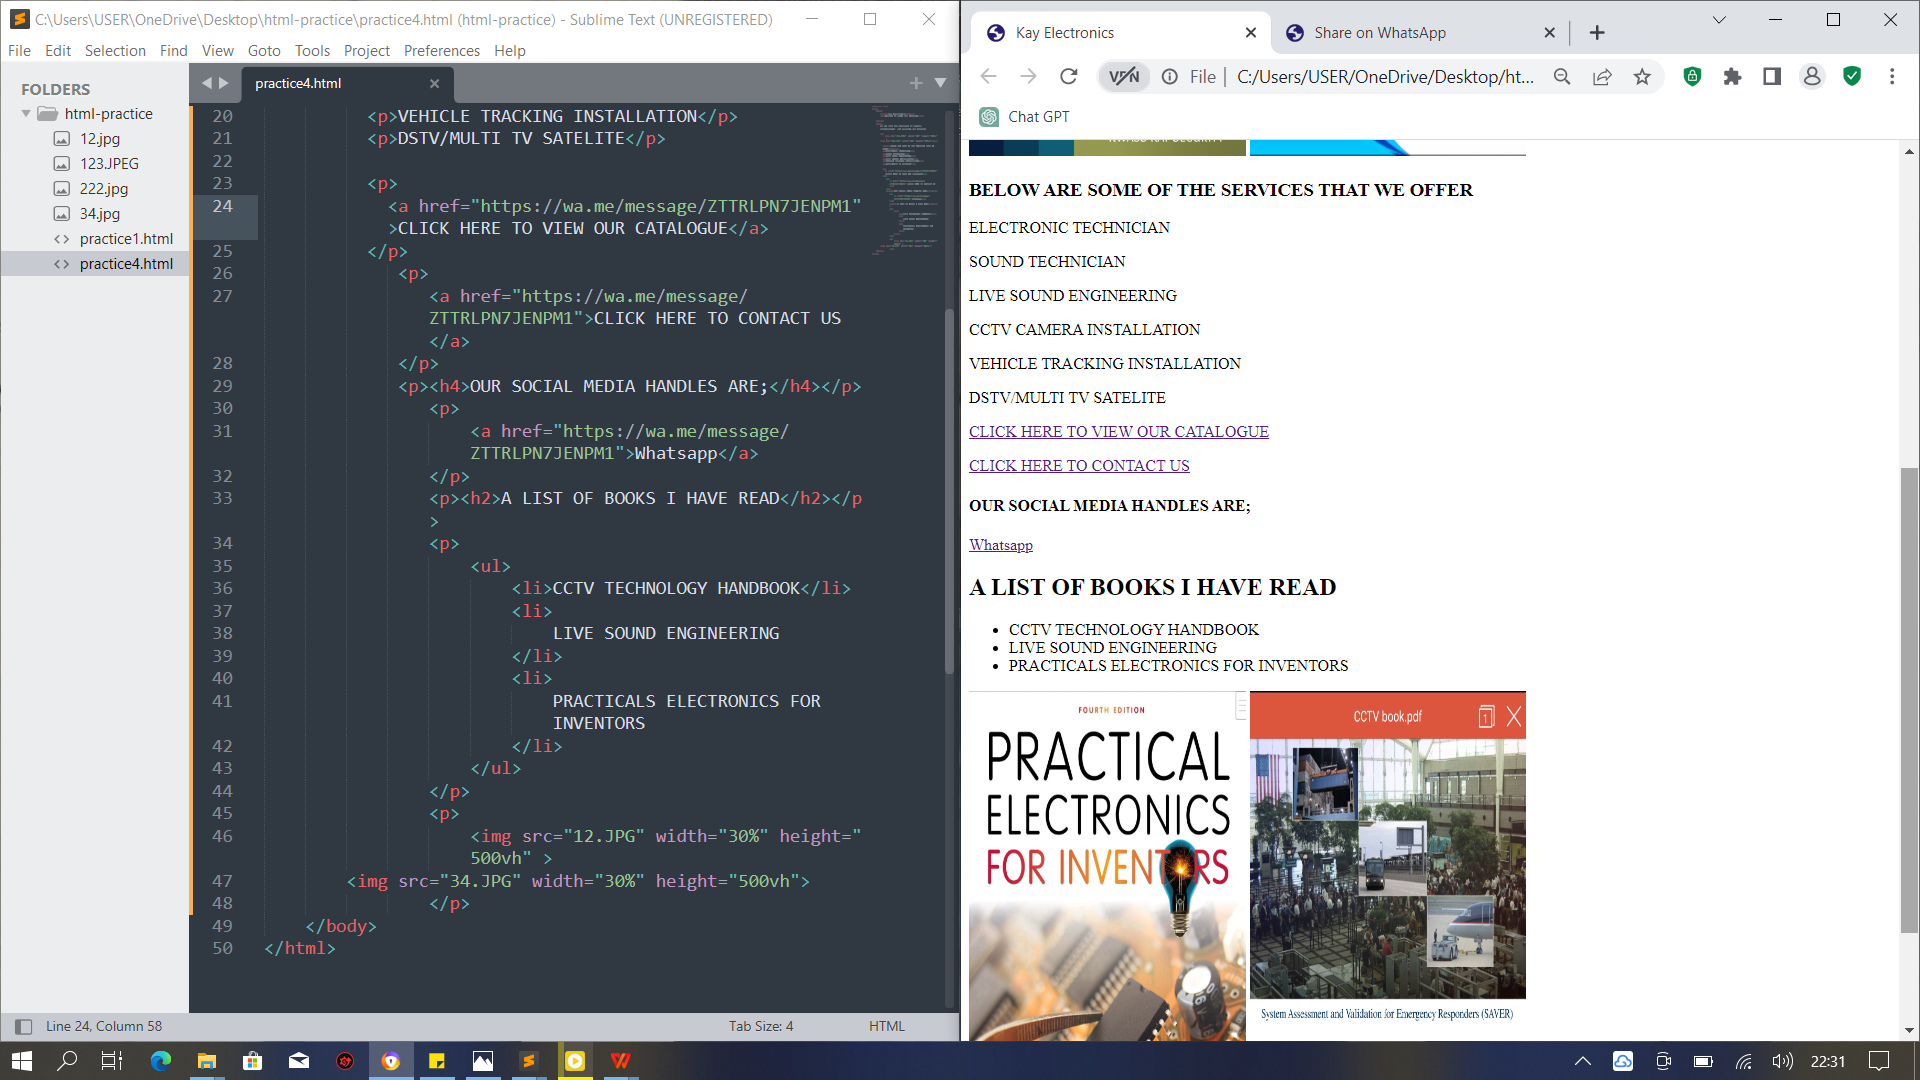 C:\Users\USER\OneDrive\Desktop\html-practice\practice4.html (html-practice) - Sublime Text (UNREGISTERED)
File Edit Selection Find View Goto Tools Project Preferences Help
FOLDERS
html-practice
12.jpg
123.JPEG
222.jpg
34.jpg
practice1.html
practice4.html
practice4.html
20 <p>VEHICLE TRACKING INSTALLATION</p>
21 <p>DSTV/MULTI TV SATELITE</p>
22
23 <p>
24 <a href="https://wa.me/message/ZTTRLPN7JENPM1"
>CLICK HERE TO VIEW OUR CATALOGUE</a>
25 </p>
26 <p>
27 <a href="https://wa.me/message/
ZTTRLPN7JENPM1">CLICK HERE TO CONTACT US
</a>
28 </p>
29 <p><h4>OUR SOCIAL MEDIA HANDLES ARE;</h4></p>
30 <p>
31 <a href="https://wa.me/message/
ZTTRLPN7JENPM1">Whatsapp</a>
32 </p>
33 <p><h2>A LIST OF BOOKS I HAVE READ</h2></p
>
34 <p>
35 <ul>
36 <li>CCTV TECHNOLOGY HANDBOOK</li>
37 <li>
38 LIVE SOUND ENGINEERING
39 </li>
40 <li>
41 PRACTICALS ELECTRONICS FOR
INVENTORS
42 </li>
43 </ul>
44 </p>
45 <p>
46 <img src="12.JPG" width="30%" height="
500vh" >
47 <img src="34.JPG" width="30%" height="500vh">
48 </p>
49 </body>
50 </html>
Line 24, Column 58
Tab Size: 4
HTML
Kay Electronics
Share on WhatsApp
VPN
File
C:/Users/USER/OneDrive/Desktop/ht...
Chat GPT
BELOW ARE SOME OF THE SERVICES THAT WE OFFER
ELECTRONIC TECHNICIAN
SOUND TECHNICIAN
LIVE SOUND ENGINEERING
CCTV CAMERA INSTALLATION
VEHICLE TRACKING INSTALLATION
DSTV/MULTI TV SATELITE
CLICK HERE TO VIEW OUR CATALOGUE
CLICK HERE TO CONTACT US
OUR SOCIAL MEDIA HANDLES ARE;
Whatsapp
A LIST OF BOOKS I HAVE READ
• CCTV TECHNOLOGY HANDBOOK
• LIVE SOUND ENGINEERING
• PRACTICALS ELECTRONICS FOR INVENTORS
FOURTH EDITION
PRACTICAL
ELECTRONICS
FOR INVENTORS
CCTV book.pdf
1
System Assessment and Validation for Emergency Responders (SAVER)
22:31